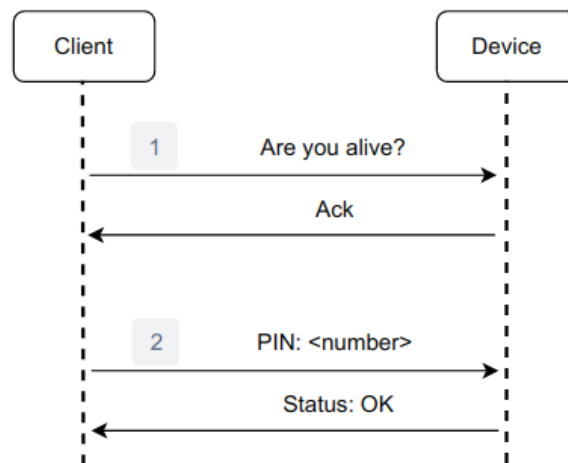 Client
Device
1
Are you alive?
Ack
2
PIN: <number>
Status: OK